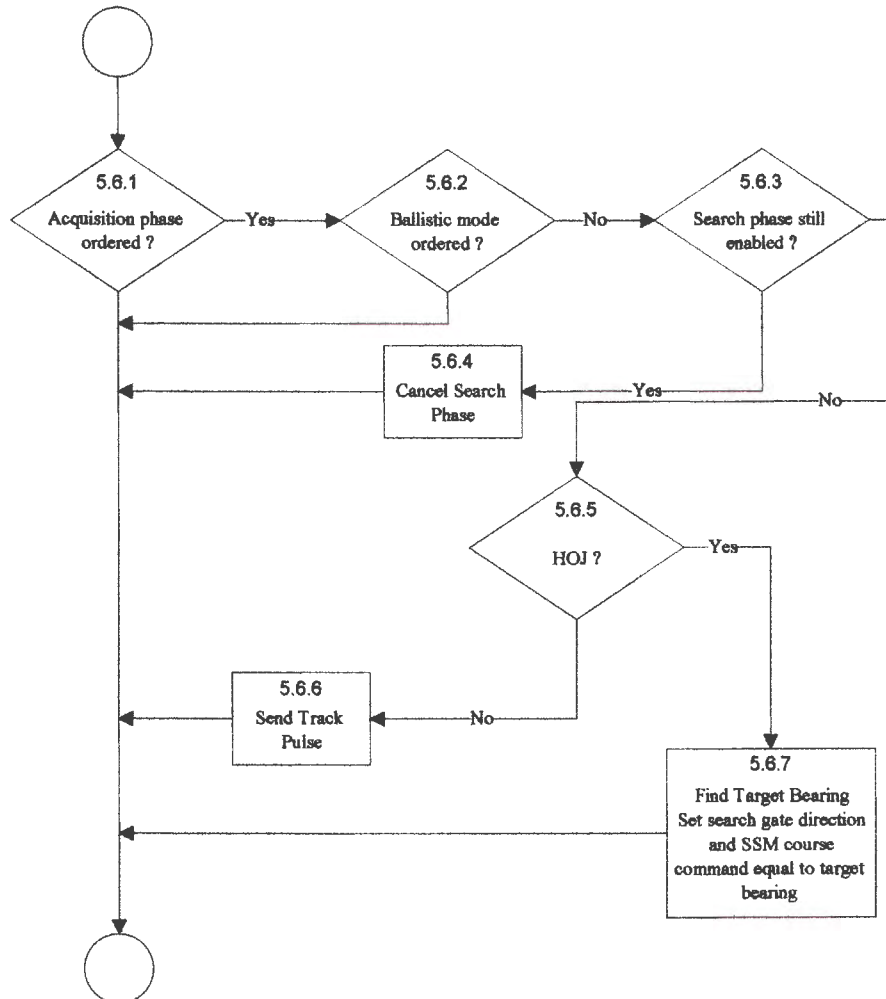 5.6.1
Acquisition phase
ordered ?
Yes
5.6.2
Ballistic mode
ordered ?
No
5.6.3
Search phase still
enabled ?
5.6.4
Cancel Search
Phase
Yes
No
5.6.5
HOJ ?
Yes
5.6.6
Send Track
Pulse
No
5.6.7
Find Target Bearing
Set search gate direction
and SSM course
command equal to target
bearing